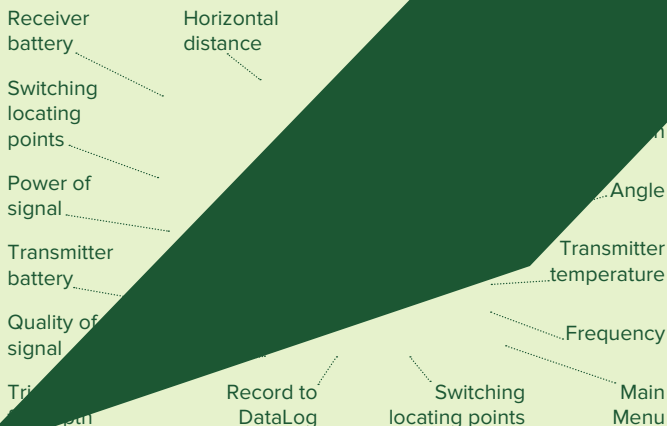 Receiver
battery
Horizontal
distance
Switching
locating
points
Power of
signal
Angle
Transmitter
battery
Transmitter
temperature
Quality of
signal
Frequency
Record to
DataLog
Switching
locating points
Main
Menu